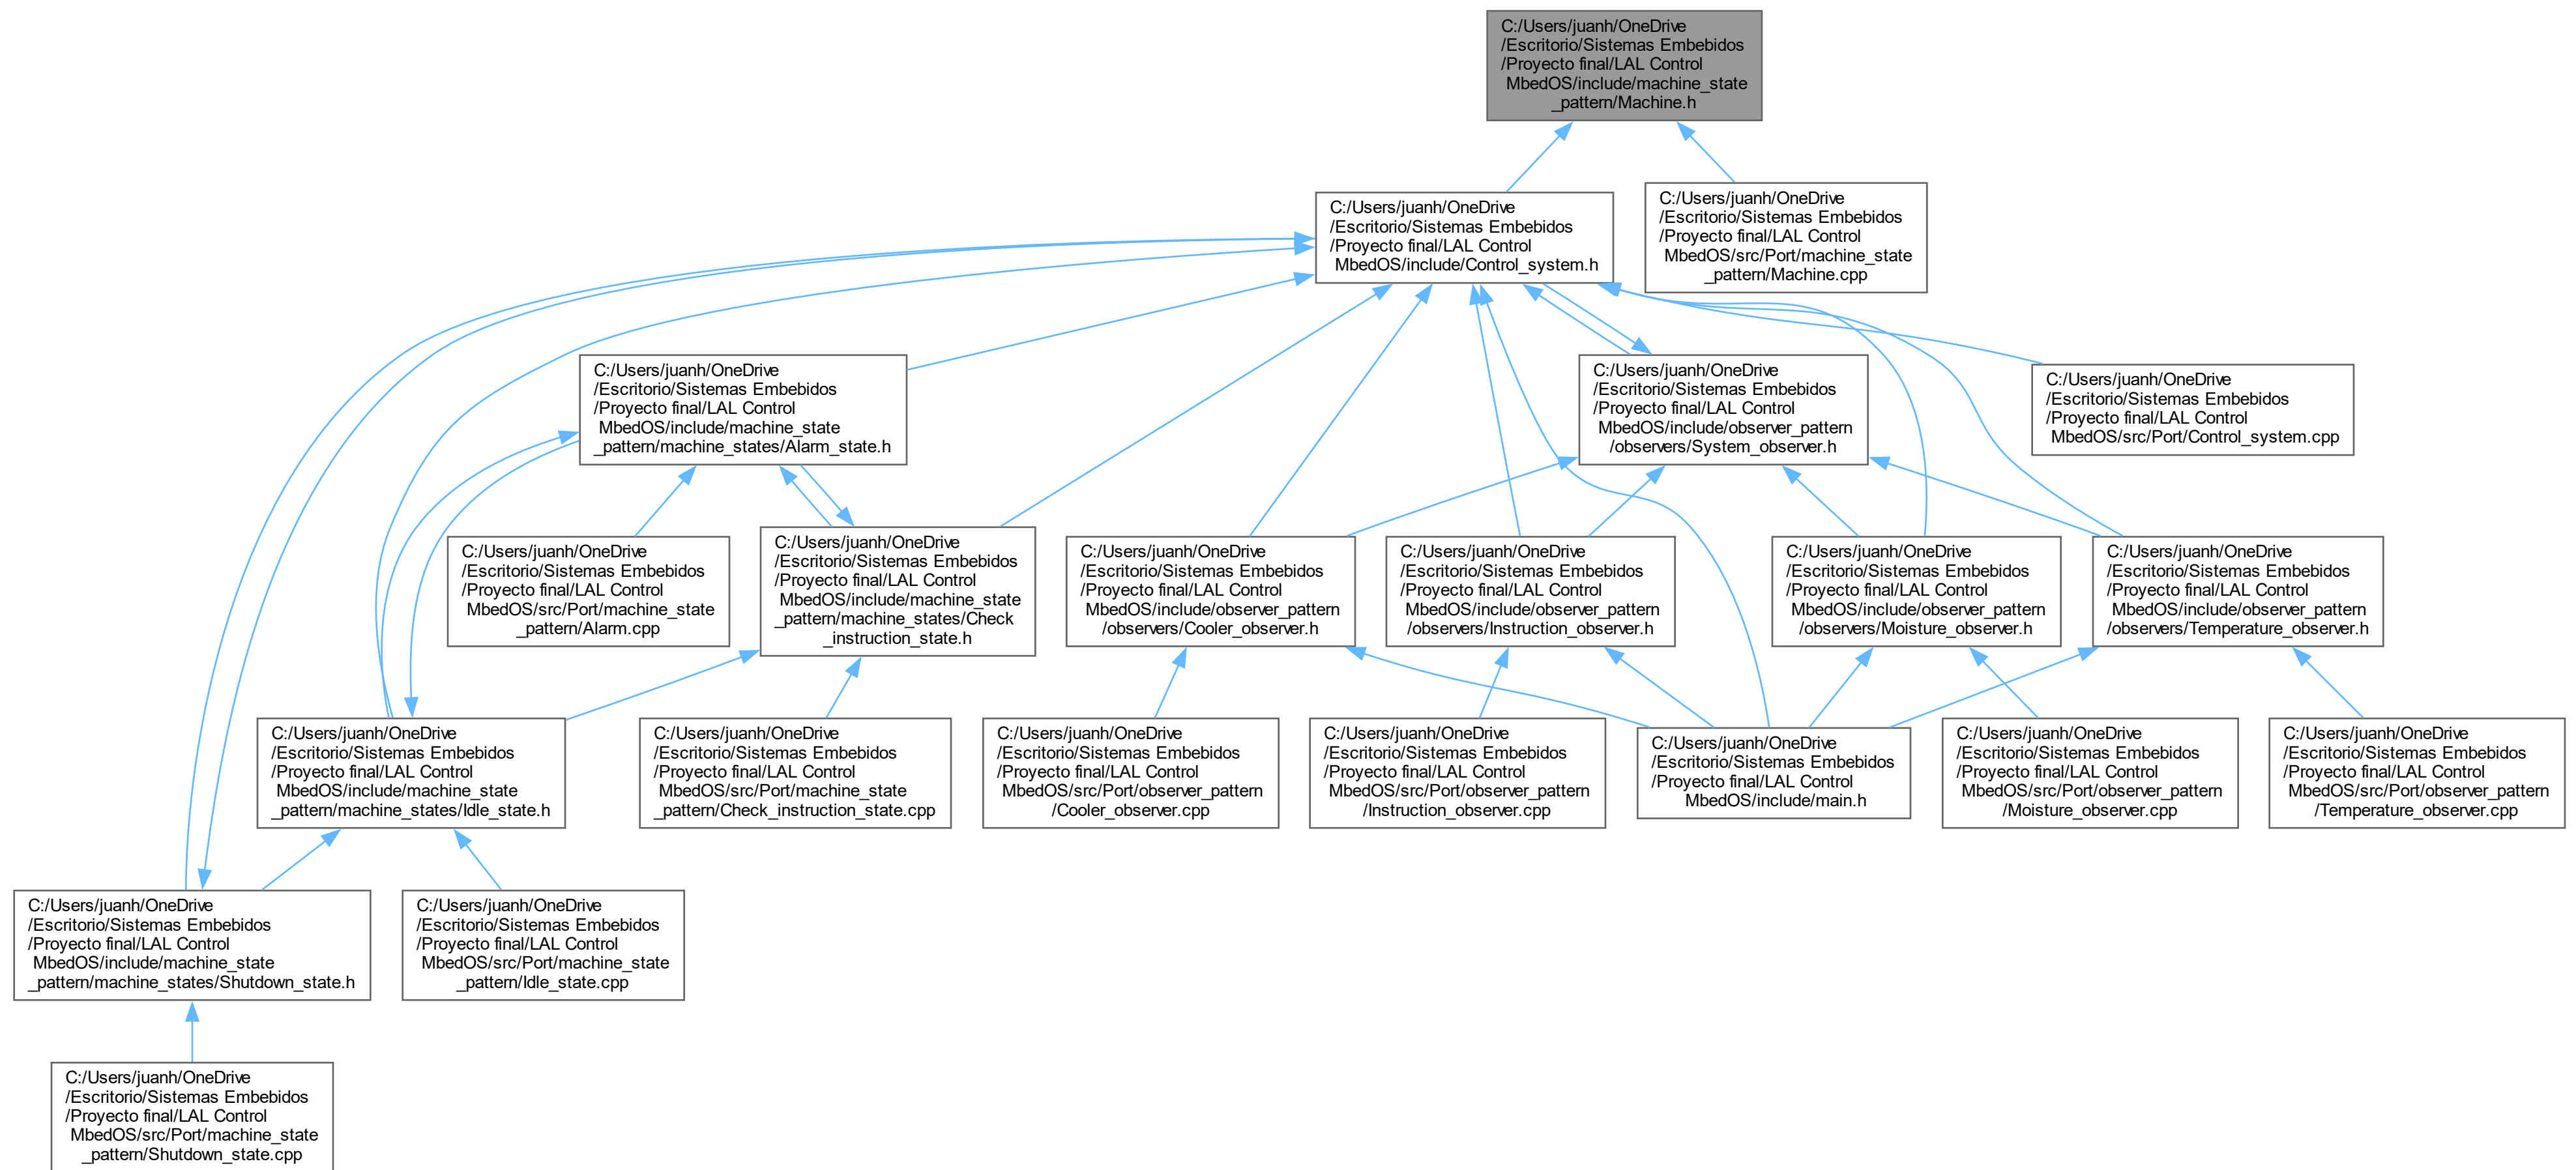 C:/Users/juanh/OneDrive
/Escritorio/Sistemas Embebidos
/Proyecto final/LAL Control
MbedOS/include/machine_state
_pattern/Machine.h
C:/Users/juanh/OneDrive
/Escritorio/Sistemas Embebidos
/Proyecto final/LAL Control
MbedOS/include/Control_system.h
C:/Users/juanh/OneDrive
/Escritorio/Sistemas Embebidos
/Proyecto final/LAL Control
MbedOS/src/Port/machine_state
_pattern/Machine.cpp
C:/Users/juanh/OneDrive
/Escritorio/Sistemas Embebidos
/Proyecto final/LAL Control
MbedOS/include/machine_state
_pattern/machine_states/Alarm_state.h
C:/Users/juanh/OneDrive
/Escritorio/Sistemas Embebidos
/Proyecto final/LAL Control
MbedOS/include/observer_pattern
/observers/System_observer.h
C:/Users/juanh/OneDrive
/Escritorio/Sistemas Embebidos
/Proyecto final/LAL Control
MbedOS/src/Port/Control_system.cpp
C:/Users/juanh/OneDrive
/Escritorio/Sistemas Embebidos
/Proyecto final/LAL Control
MbedOS/src/Port/machine_state
_pattern/Alarm.cpp
C:/Users/juanh/OneDrive
/Escritorio/Sistemas Embebidos
/Proyecto final/LAL Control
MbedOS/include/machine_state
_pattern/machine_states/Check
_instruction_state.h
C:/Users/juanh/OneDrive
/Escritorio/Sistemas Embebidos
/Proyecto final/LAL Control
MbedOS/include/observer_pattern
/observers/Cooler_observer.h
C:/Users/juanh/OneDrive
/Escritorio/Sistemas Embebidos
/Proyecto final/LAL Control
MbedOS/include/observer_pattern
/observers/Instruction_observer.h
C:/Users/juanh/OneDrive
/Escritorio/Sistemas Embebidos
/Proyecto final/LAL Control
MbedOS/include/observer_pattern
/observers/Moisture_observer.h
C:/Users/juanh/OneDrive
/Escritorio/Sistemas Embebidos
/Proyecto final/LAL Control
MbedOS/include/observer_pattern
/observers/Temperature_observer.h
C:/Users/juanh/OneDrive
/Escritorio/Sistemas Embebidos
/Proyecto final/LAL Control
MbedOS/include/machine_state
_pattern/machine_states/Idle_state.h
C:/Users/juanh/OneDrive
/Escritorio/Sistemas Embebidos
/Proyecto final/LAL Control
MbedOS/src/Port/machine_state
_pattern/Check_instruction_state.cpp
C:/Users/juanh/OneDrive
/Escritorio/Sistemas Embebidos
/Proyecto final/LAL Control
MbedOS/src/Port/observer_pattern
/Cooler_observer.cpp
C:/Users/juanh/OneDrive
/Escritorio/Sistemas Embebidos
/Proyecto final/LAL Control
MbedOS/src/Port/observer_pattern
/Instruction_observer.cpp
C:/Users/juanh/OneDrive
/Escritorio/Sistemas Embebidos
/Proyecto final/LAL Control
MbedOS/include/main.h
C:/Users/juanh/OneDrive
/Escritorio/Sistemas Embebidos
/Proyecto final/LAL Control
MbedOS/src/Port/observer_pattern
/Moisture_observer.cpp
C:/Users/juanh/OneDrive
/Escritorio/Sistemas Embebidos
/Proyecto final/LAL Control
MbedOS/src/Port/observer_pattern
/Temperature_observer.cpp
C:/Users/juanh/OneDrive
/Escritorio/Sistemas Embebidos
/Proyecto final/LAL Control
MbedOS/include/machine_state
_pattern/machine_states/Shutdown_state.h
C:/Users/juanh/OneDrive
/Escritorio/Sistemas Embebidos
/Proyecto final/LAL Control
MbedOS/src/Port/machine_state
_pattern/Idle_state.cpp
C:/Users/juanh/OneDrive
/Escritorio/Sistemas Embebidos
/Proyecto final/LAL Control
MbedOS/src/Port/machine_state
_pattern/Shutdown_state.cpp